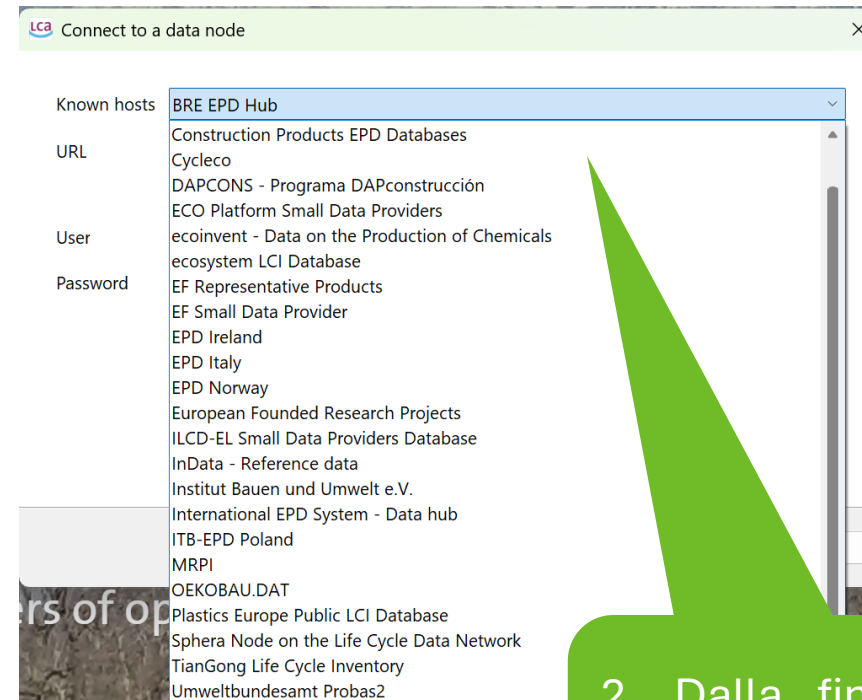 LCA Connect to a data node
Known hosts BRE EPD Hub
URL
User
Password
Construction Products EPD Databases
Cycleco
DAPCONS - Programa DAPconstrucción
ECO Platform Small Data Providers
ecoinvent - Data on the Production of Chemicals
ecosystem LCI Database
EF Representative Products
EF Small Data Provider
EPD Ireland
EPD Italy
EPD Norway
European Founded Research Projects
ILCD-EL Small Data Providers Database
InData - Reference data
Institut Bauen und Umwelt e.V.
International EPD System - Data hub
ITB-EPD Poland
MRPI
OEKOBAU.DAT
Plastics Europe Public LCI Database
Sphera Node on the Life Cycle Data Network
TianGong Life Cycle Inventory
Umweltbundesamt Probas2
ers of op
2. Dalla fin